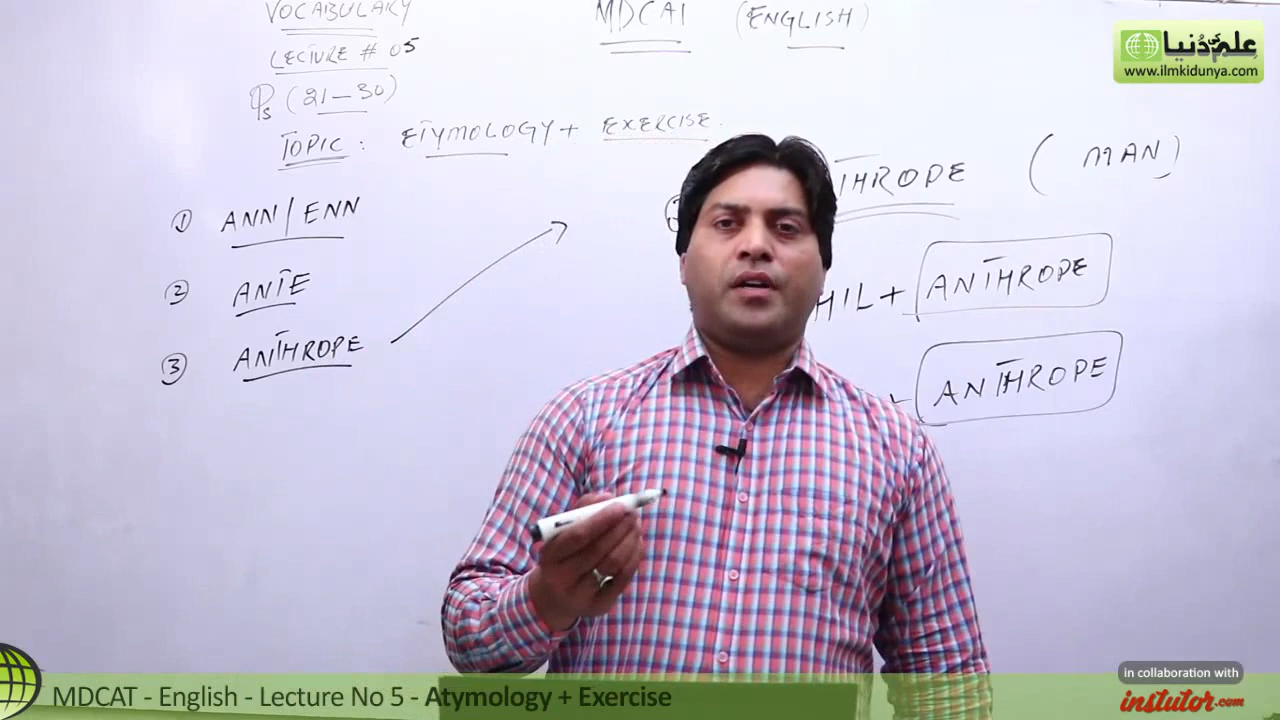 VOCABULARY
LECTURE # 05
Ps (21-30)
TOPIC: ETYMOLOGY + EXERCISE.
MDCAT (ENGLISH)
① ANN/ENN
② ANTE
③ ANTHROPE
THROPE (MAN)
HIL + ANTHROPE
ANTHROPE
علم کی دنیا
www.ilmkidunya.com
MDCAT - English - Lecture No 5 - Atymology + Exercise
in collaboration with
instutor.com